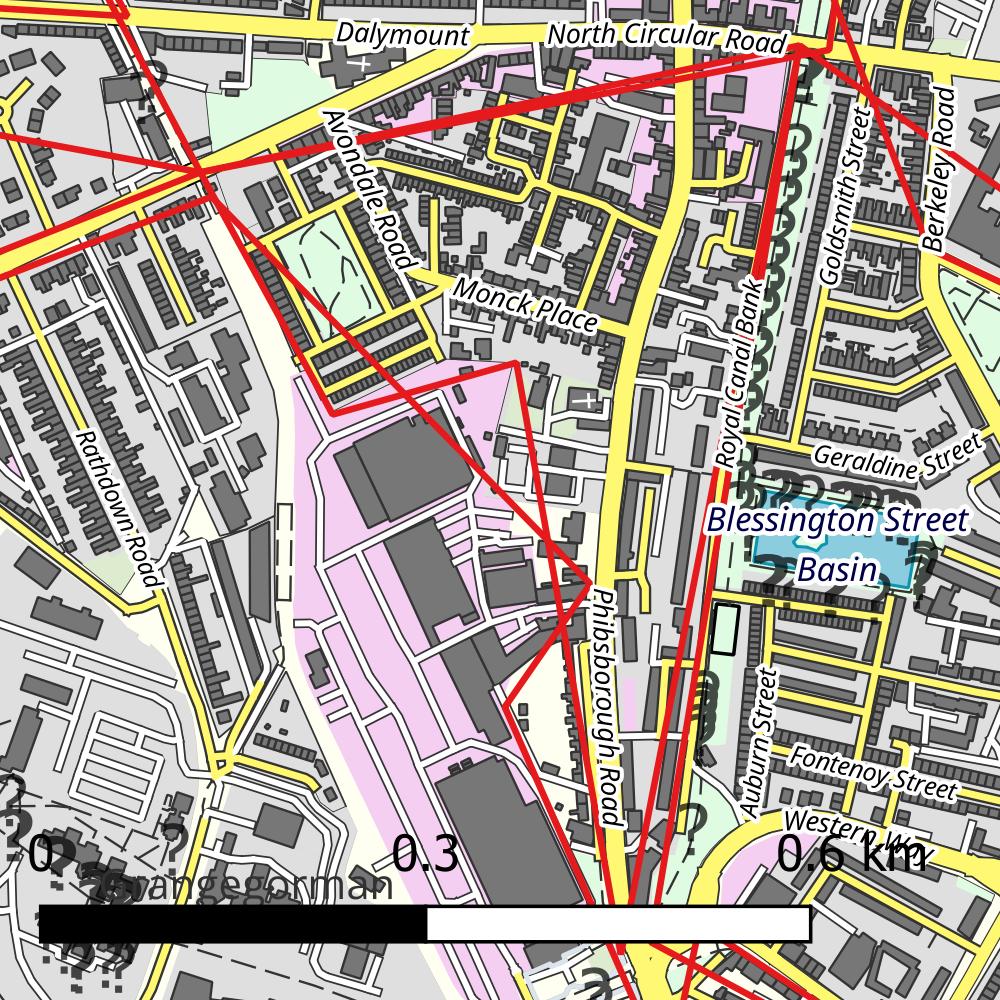 Dalymount
North Circular Road
Avondale Road
Goldsmith Street
Berkeley Road
Monck Place
Royal Canal Bank
Rathdown Road
Geraldine Street
Blessington Street
Basin
Phibsborough Road
Auburn Street
Fontenoy Street
Western Way
0
0.3
0.6 km
Grangegorman